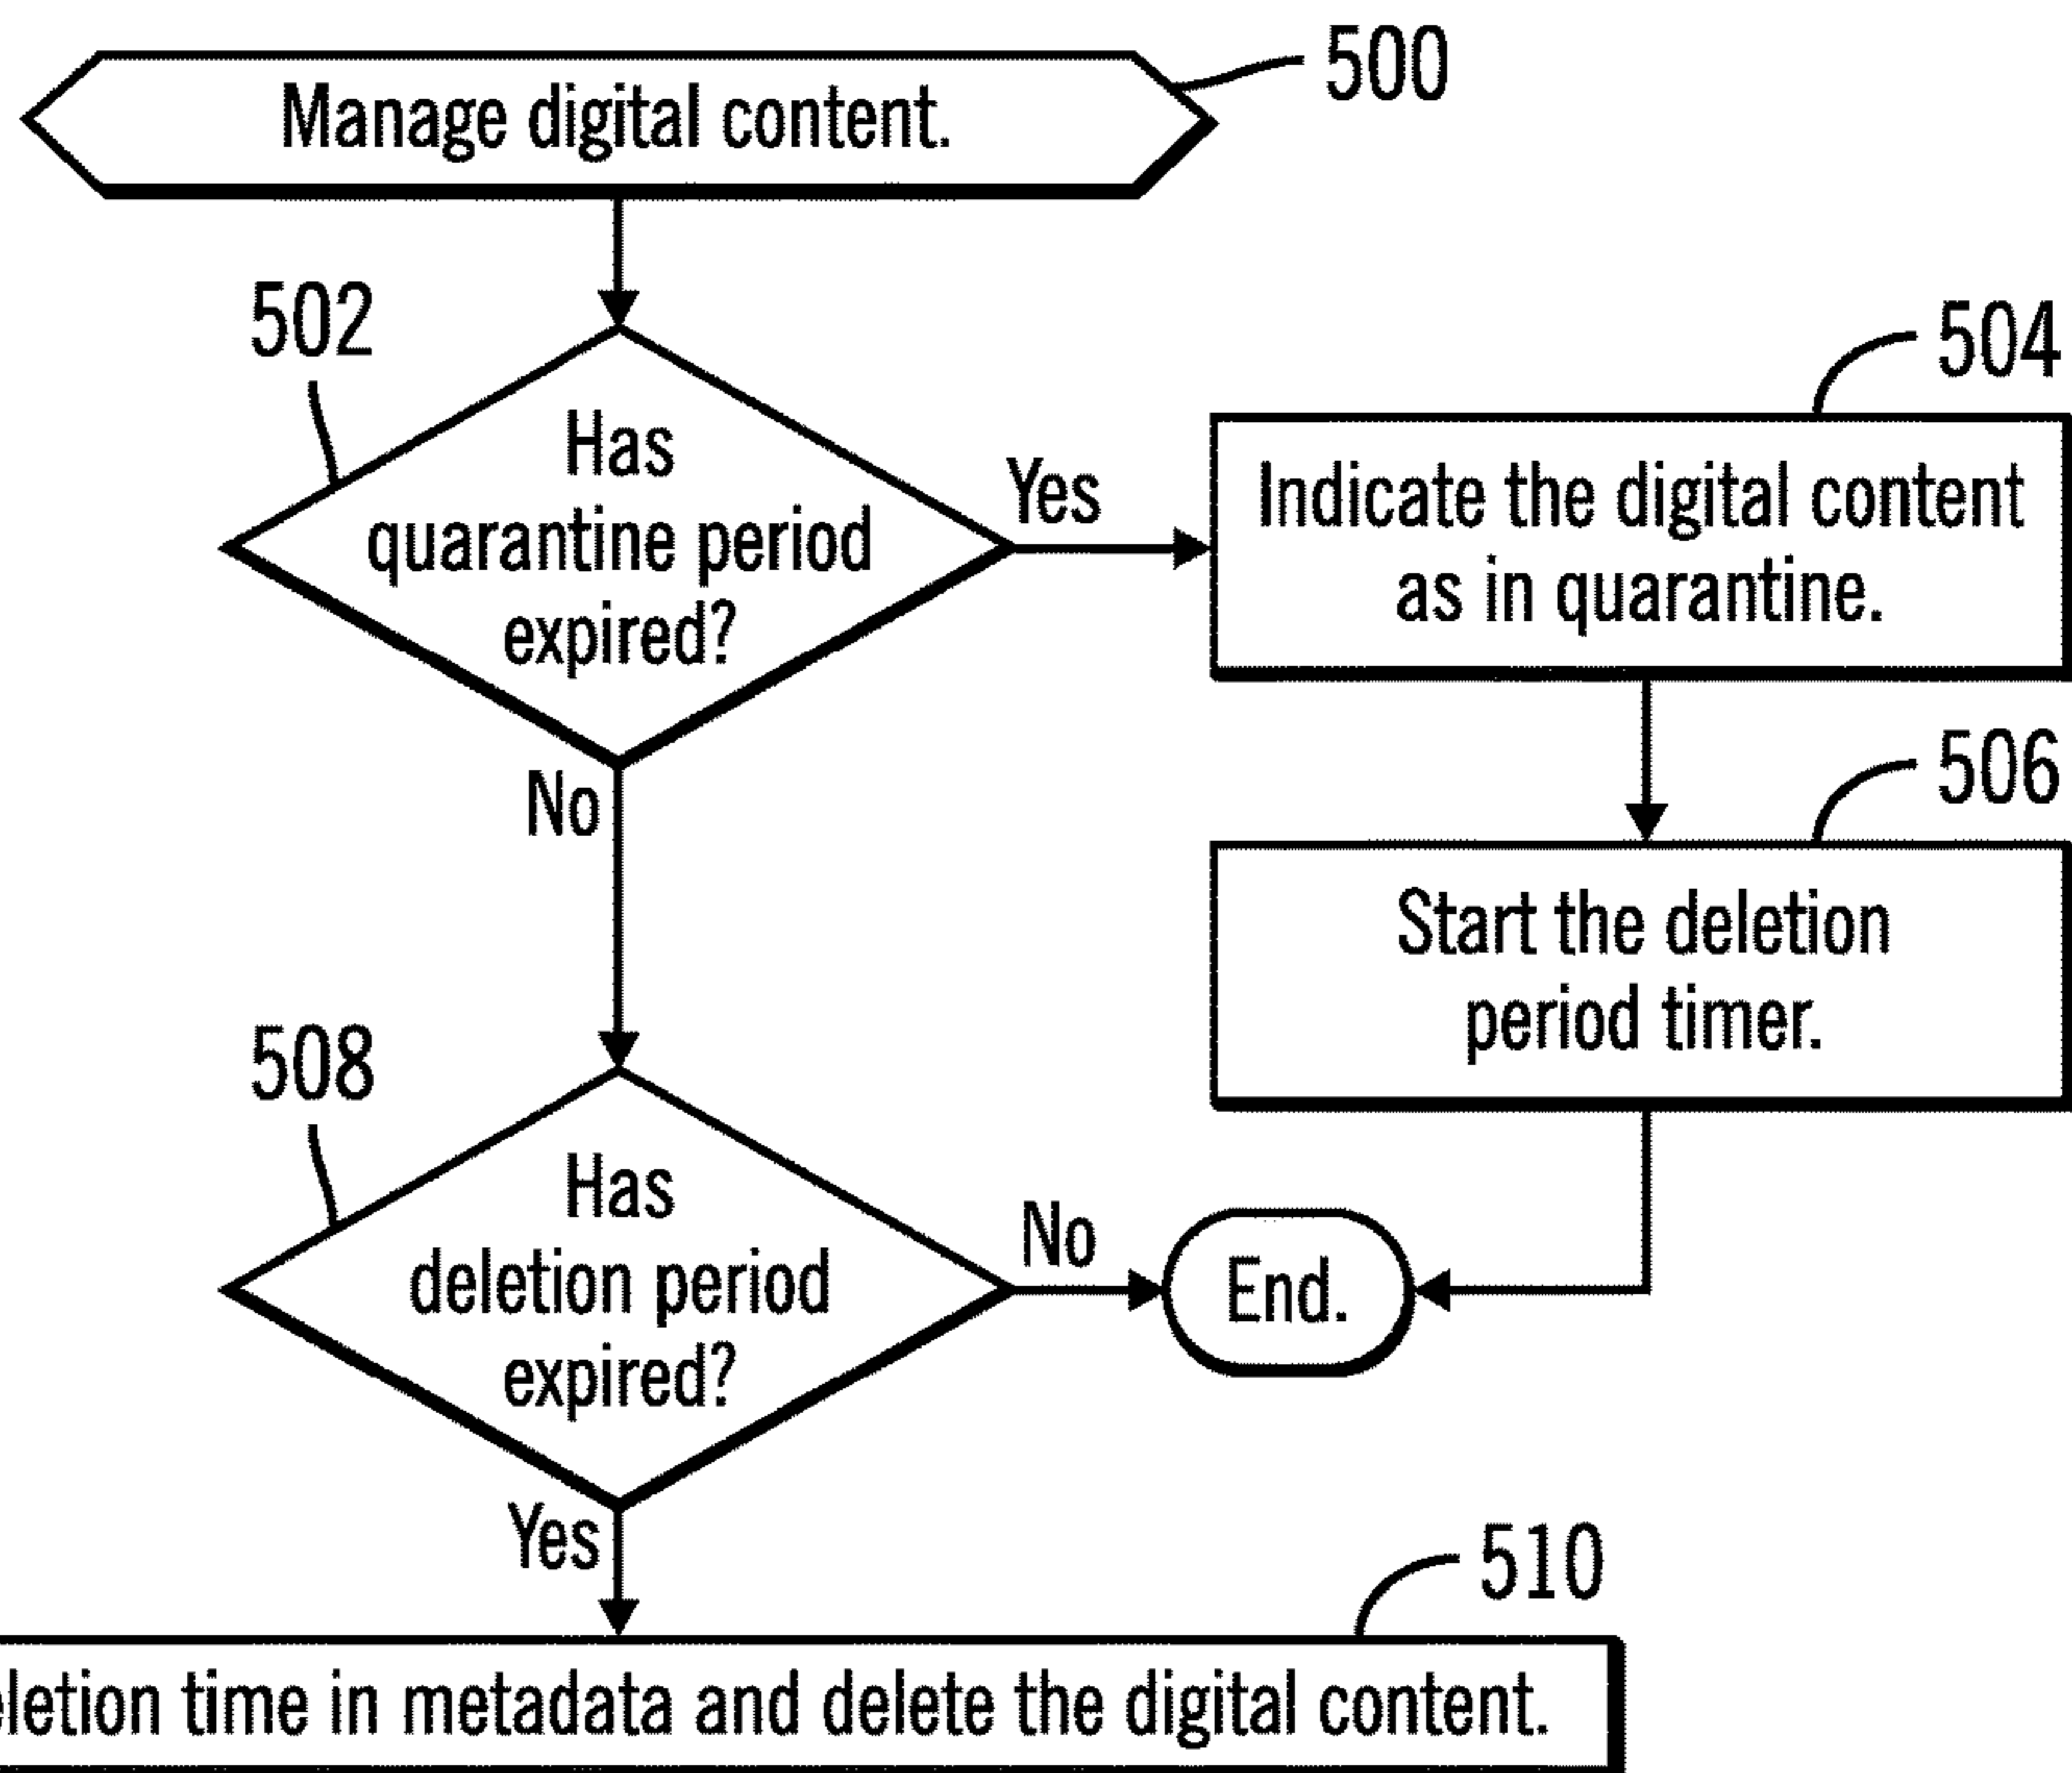 500
Manage digital content.
502
Has
quarantine period
expired?
Yes
504
Indicate the digital content
as in quarantine.
No
506
Start the deletion
period timer.
508
Has
deletion period
expired?
No
End.
Yes
510
time in metadata and delete the digital content.